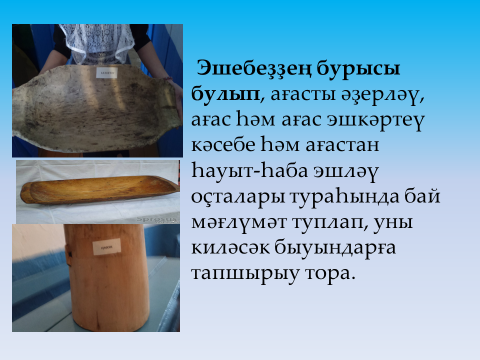 Эшебеҙҙең бурысы
булып, ағасты әҙерләү,
ағас һәм ағас эшкәртеү
кәсебе һәм ағастан
һауыт-һаба эшләү
оҫталары тураһында бай
мәғлүмәт туплап, уны
киләсәк быуындарға
тапшырыу тора.